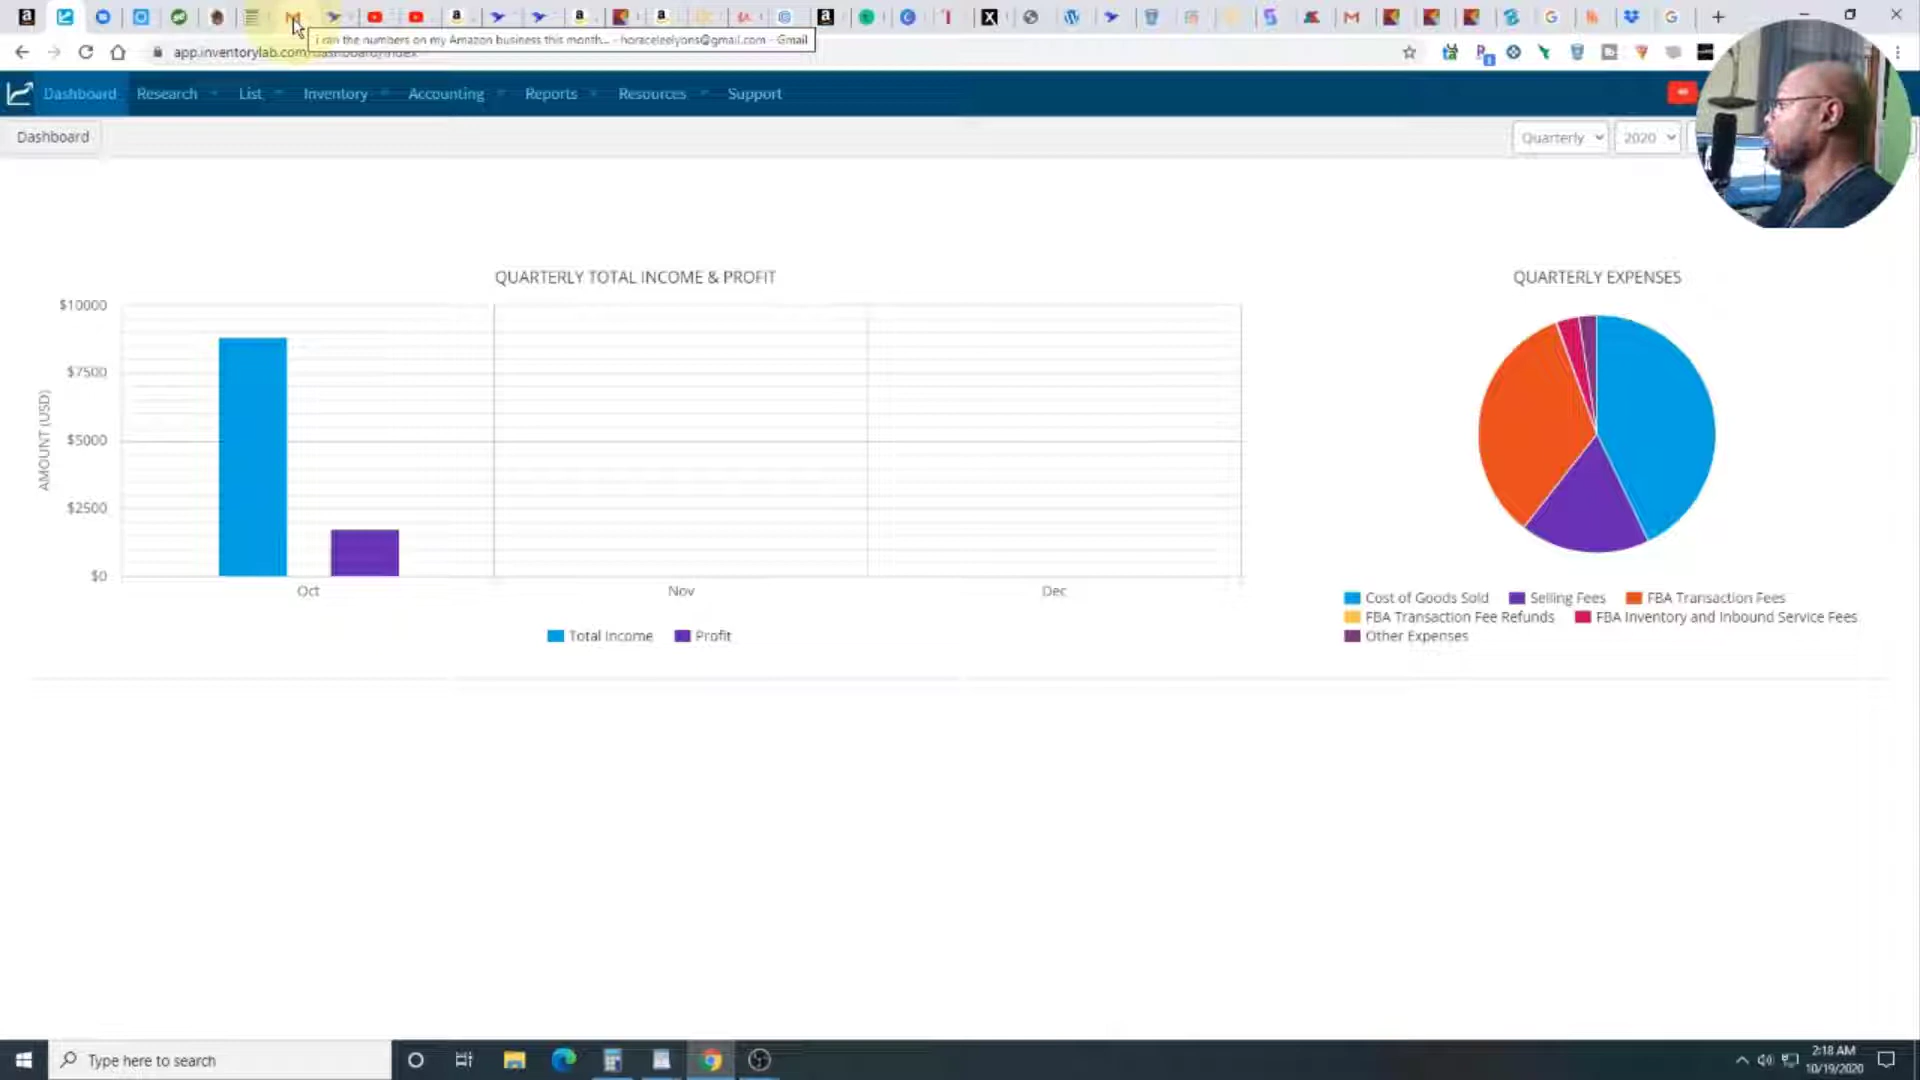 i ran the numbers on my Amazon business this month... - horaceleelyons@gmail.com - Gmail
app.inventorylab.com/dashboard/index
Dashboard Research List Inventory Accounting Reports Resources Support
Dashboard
Quarterly 2020
QUARTERLY TOTAL INCOME & PROFIT
QUARTERLY EXPENSES
$10000
$7500
$5000
$2500
$0
AMOUNT (USD)
Oct Nov Dec
Total Income Profit
Cost of Goods Sold Selling Fees FBA Transaction Fees
FBA Transaction Fee Refunds FBA Inventory and Inbound Service Fees
Other Expenses
Type here to search
2:18 AM
10/19/2020